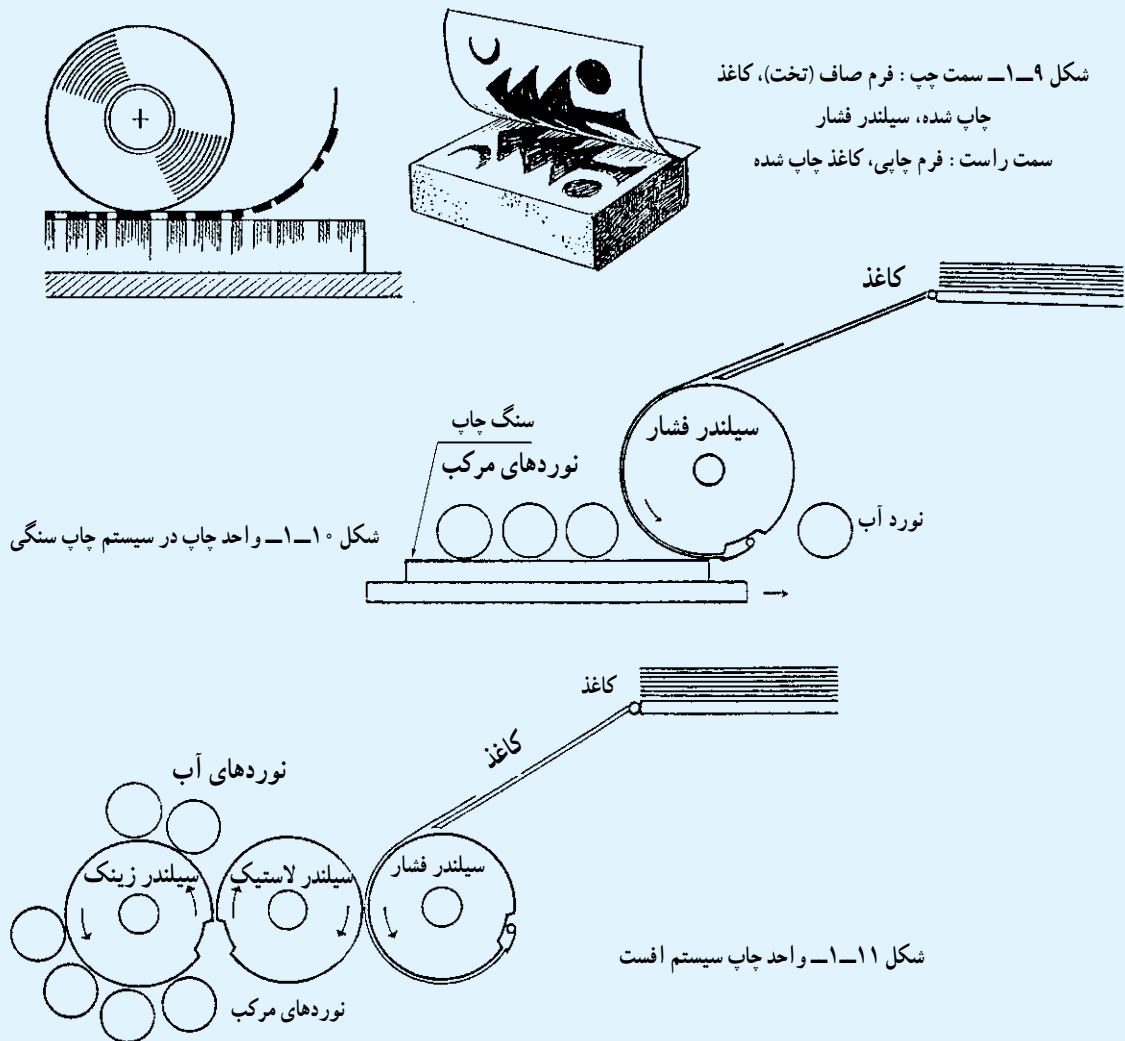 شکل ۹ــ۱ــ سمت چپ : فرم صاف (تخت)، کاغذ
چاپ شده، سیلندر فشار
سمت راست : فرم چاپی، کاغذ چاپ شده
کاغذ
سیلندر فشار
سنگ چاپ
نوردهای مرکب
نورد آب
شکل ۱۰ــ۱ــ واحد چاپ در سیستم چاپ سنگی
کاغذ
کاغذ
نوردهای آب
سیلندر فشار
سیلندر لاستیک
سیلندر زینک
نوردهای مرکب
شکل ۱۱ــ۱ــ واحد چاپ سیستم افست